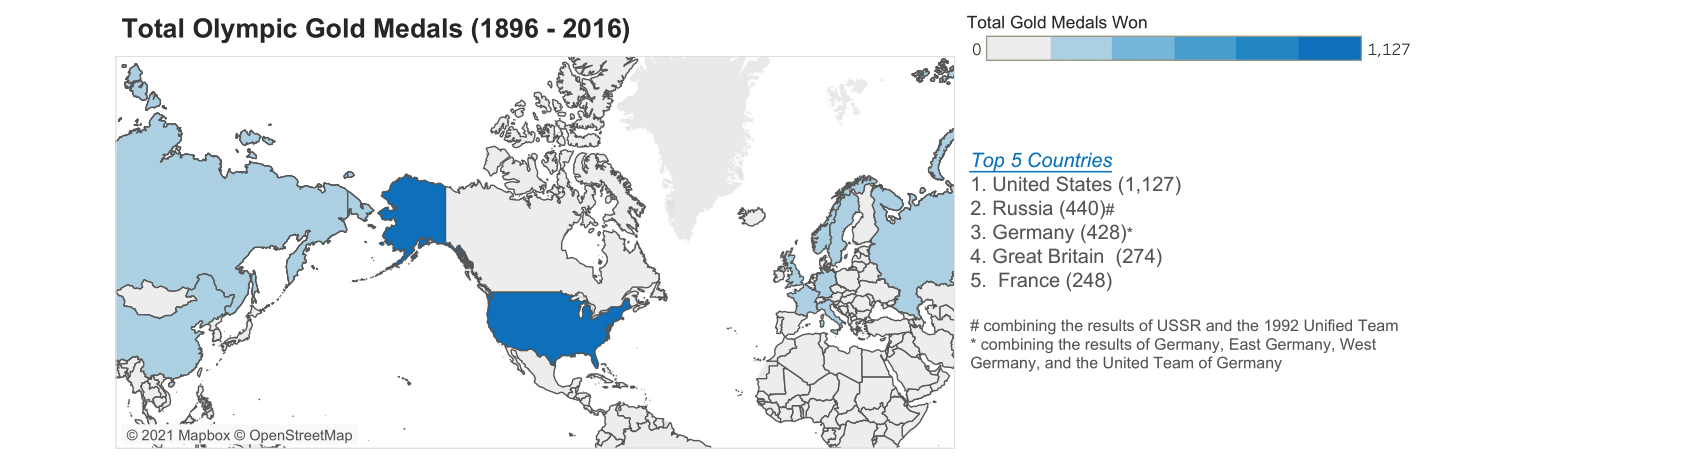 Total Olympic Gold Medals (1896 - 2016)
Total Gold Medals Won
0 1,127
Top 5 Countries
1. United States (1,127)
2. Russia (440)#
3. Germany (428)*
4. Great Britain (274)
5. France (248)
# combining the results of USSR and the 1992 Unified Team
* combining the results of Germany, East Germany, West
Germany, and the United Team of Germany
© 2021 Mapbox © OpenStreetMap